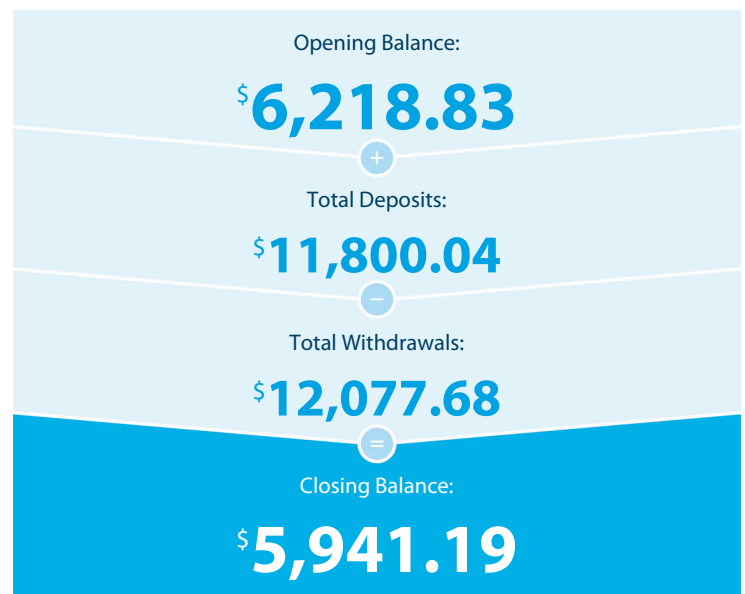 Opening Balance:
$6,218.83
+
Total Deposits:
$11,800.04
−
Total Withdrawals:
$12,077.68
=
Closing Balance:
$5,941.19